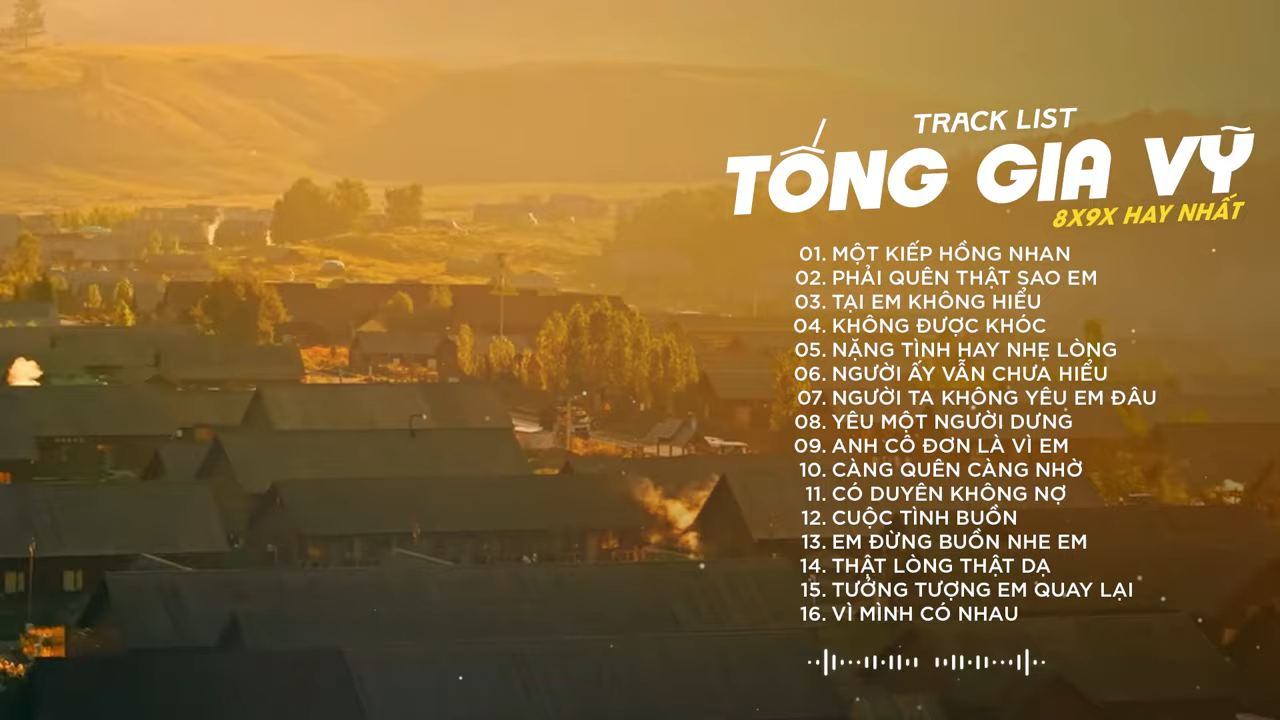 TRACK LIST
TỐNG GIA VỸ
8X9X HAY NHẤT
01. MỘT KIẾP HỒNG NHAN
02. PHẢI QUÊN THẬT SAO EM
03. TẠI EM KHÔNG HIỂU
04. KHÔNG ĐƯỢC KHÓC
05. NẶNG TÌNH HAY NHẸ LÒNG
06. NGƯỜI ẤY VẪN CHƯA HIỂU
07. NGƯỜI TA KHÔNG YÊU EM ĐÂU
08. YÊU MỘT NGƯỜI DƯNG
09. ANH CÔ ĐƠN LÀ VÌ EM
10. CÀNG QUÊN CÀNG NHỜ
11. CÓ DUYÊN KHÔNG NỢ
12. CUỘC TÌNH BUỒN
13. EM ĐỪNG BUỒN NHE EM
14. THẬT LÒNG THẬT DẠ
15. TƯỞNG TƯỢNG EM QUAY LẠI
16. VÌ MÌNH CÓ NHAU